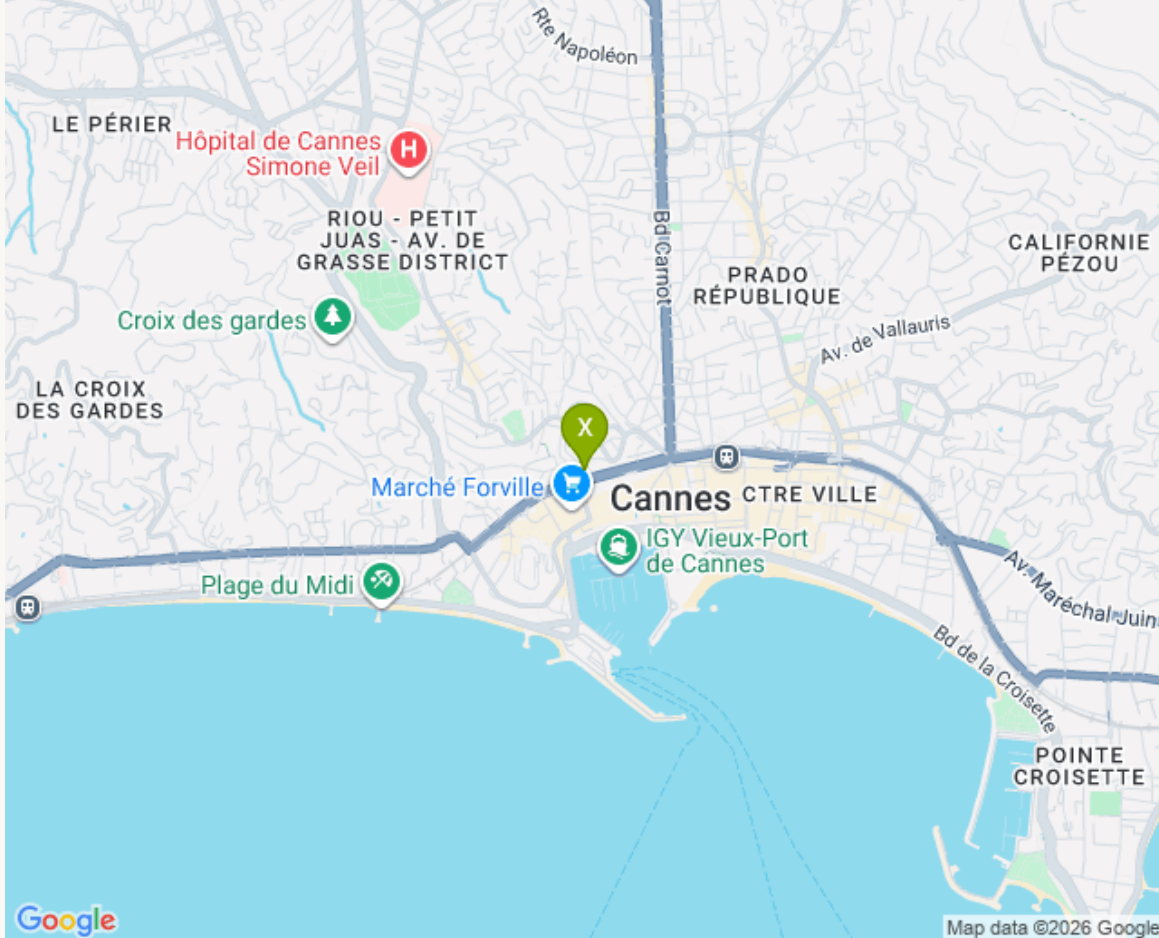 Rte Napoléon
LE PÉRIER
Hôpital de Cannes
Simone Veil
H
RIOU - PETIT
JUAS - AV. DE
GRASSE DISTRICT
Bd Carnot
CALIFORNIE
PÉZOU
PRADO
RÉPUBLIQUE
Croix des gardes
Av. de Vallauris
LA CROIX
DES GARDES
X
Marché Forville
Cannes
CTRE VILLE
IGY Vieux-Port
de Cannes
Plage du Midi
Av. Maréchal Juin
Bd de la Croisette
POINTE
CROISETTE
Google
Map data ©2026 Google